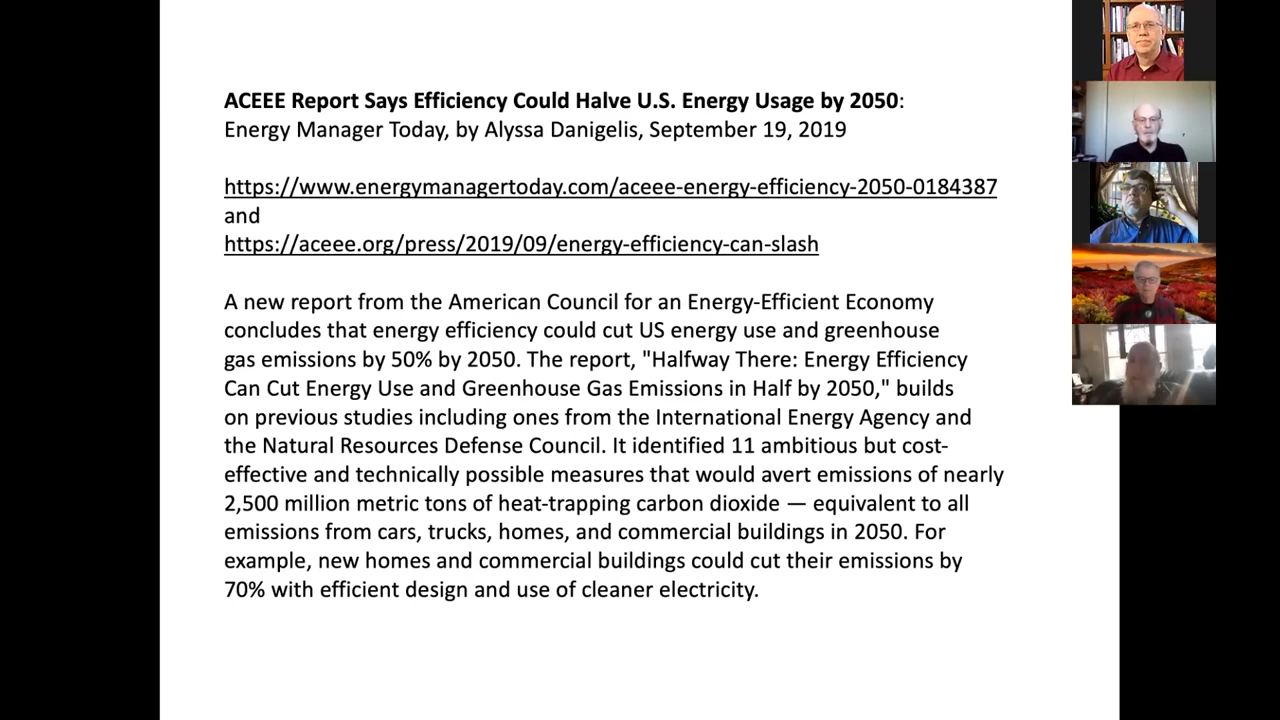 ACEEE Report Says Efficiency Could Halve U.S. Energy Usage by 2050:
Energy Manager Today, by Alyssa Danigelis, September 19, 2019
https://www.energymanagertoday.com/aceee-energy-efficiency-2050-0184387
and
https://aceee.org/press/2019/09/energy-efficiency-can-slash
A new report from the American Council for an Energy-Efficient Economy
concludes that energy efficiency could cut US energy use and greenhouse
gas emissions by 50% by 2050. The report, "Halfway There: Energy Efficiency
Can Cut Energy Use and Greenhouse Gas Emissions in Half by 2050," builds
on previous studies including ones from the International Energy Agency and
the Natural Resources Defense Council. It identified 11 ambitious but cost-
effective and technically possible measures that would avert emissions of nearly
2,500 million metric tons of heat-trapping carbon dioxide — equivalent to all
emissions from cars, trucks, homes, and commercial buildings in 2050. For
example, new homes and commercial buildings could cut their emissions by
70% with efficient design and use of cleaner electricity.